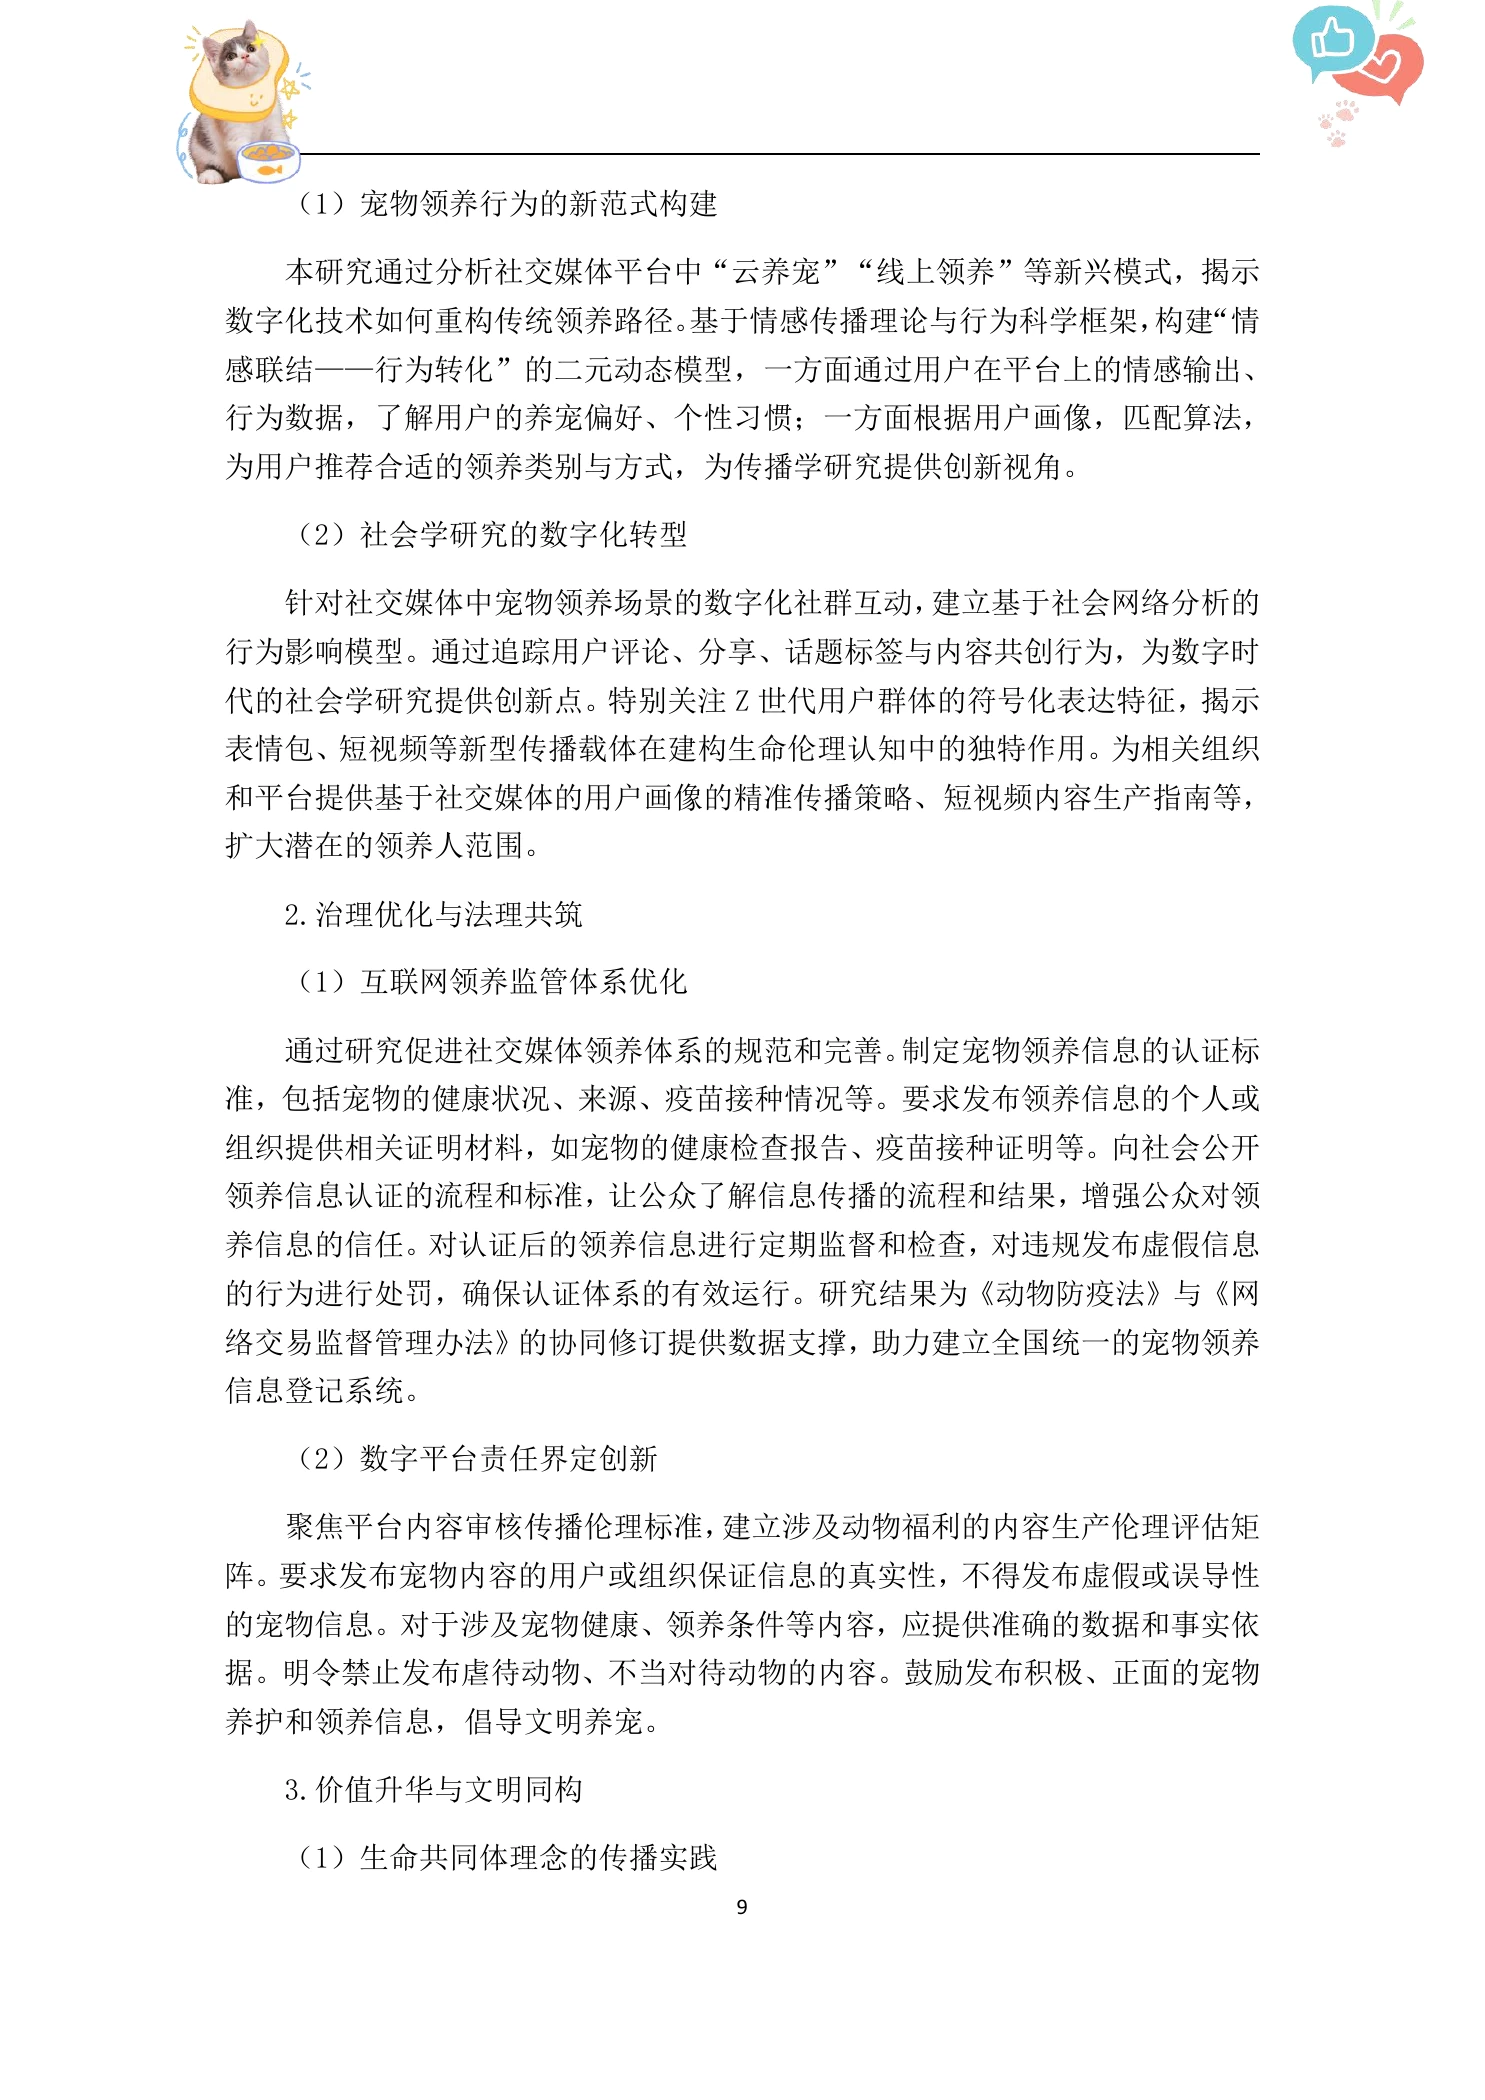 （1）宠物领养行为的新范式构建
本研究通过分析社交媒体平台中“云养宠”“线上领养”等新兴模式，揭示
数字化技术如何重构传统领养路径。基于情感传播理论与行为科学框架，构建“情
感联结——行为转化”的二元动态模型，一方面通过用户在平台上的情感输出、
行为数据，了解用户的养宠偏好、个性习惯；一方面根据用户画像，匹配算法，
为用户推荐合适的领养类别与方式，为传播学研究提供创新视角。
（2）社会学研究的数字化转型
针对社交媒体中宠物领养场景的数字化社群互动，建立基于社会网络分析的
行为影响模型。通过追踪用户评论、分享、话题标签与内容共创行为，为数字时
代的社会学研究提供创新点。特别关注 Z 世代用户群体的符号化表达特征，揭示
表情包、短视频等新型传播载体在建构生命伦理认知中的独特作用。为相关组织
和平台提供基于社交媒体的用户画像的精准传播策略、短视频内容生产指南等，
扩大潜在的领养人范围。
2.治理优化与法理共筑
（1）互联网领养监管体系优化
通过研究促进社交媒体领养体系的规范和完善。制定宠物领养信息的认证标
准，包括宠物的健康状况、来源、疫苗接种情况等。要求发布领养信息的个人或
组织提供相关证明材料，如宠物的健康检查报告、疫苗接种证明等。向社会公开
领养信息认证的流程和标准，让公众了解信息传播的流程和结果，增强公众对领
养信息的信任。对认证后的领养信息进行定期监督和检查，对违规发布虚假信息
的行为进行处罚，确保认证体系的有效运行。研究结果为《动物防疫法》与《网
络交易监督管理办法》的协同修订提供数据支撑，助力建立全国统一的宠物领养
信息登记系统。
（2）数字平台责任界定创新
聚焦平台内容审核传播伦理标准，建立涉及动物福利的内容生产伦理评估矩
阵。要求发布宠物内容的用户或组织保证信息的真实性，不得发布虚假或误导性
的宠物信息。对于涉及宠物健康、领养条件等内容，应提供准确的数据和事实依
据。明令禁止发布虐待动物、不当对待动物的内容。鼓励发布积极、正面的宠物
养护和领养信息，倡导文明养宠。
3.价值升华与文明同构
（1）生命共同体理念的传播实践
9